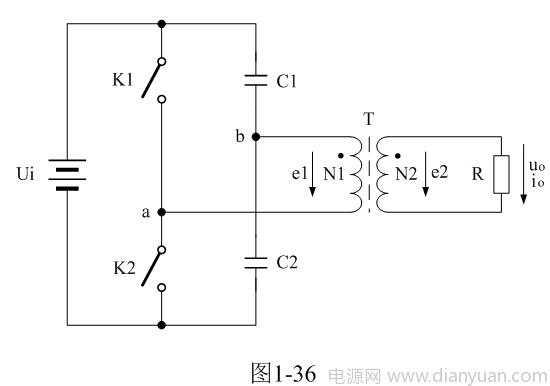 K1
C1
T
b
Ui
e1
N1
N2
e2
R
uo
io
a
K2
C2
图1-36
电源网 www.dianyuan.com